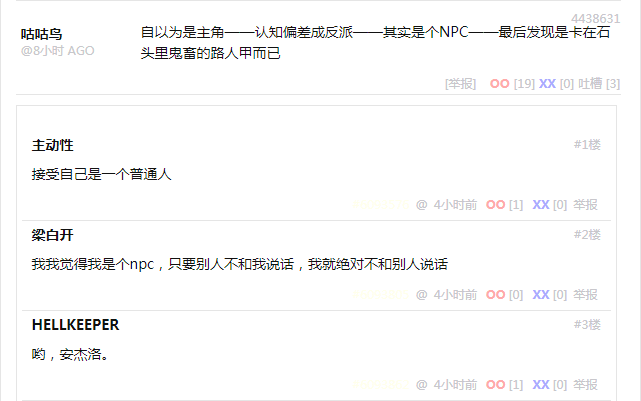 4438631
咕咕鸟
@8小时 AGO
自以为是主角——认知偏差成反派——其实是个NPC——最后发现是卡在石
头里鬼畜的路人甲而已
[举报] OO [19] XX [0] 吐槽 [3]
主动性 #1楼
接受自己是一个普通人
@ 4小时前 OO [1] XX [0] 举报
梁白开 #2楼
我我觉得我是个npc，只要别人不和我说话，我就绝对不和别人说话
@ 4小时前 OO [0] XX [0] 举报
HELLKEEPER #3楼
哟，安杰洛。
@ 4小时前 OO [1] XX [0] 举报